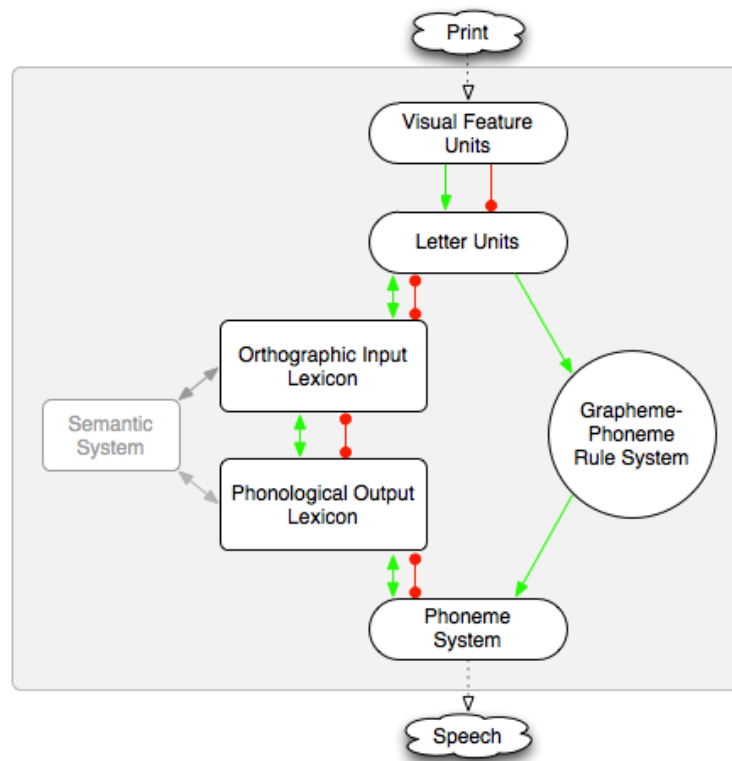 Print
Visual Feature
Units
Letter Units
Orthographic Input
Lexicon
Grapheme-
Phoneme
Rule System
Semantic
System
Phonological Output
Lexicon
Phoneme
System
Speech